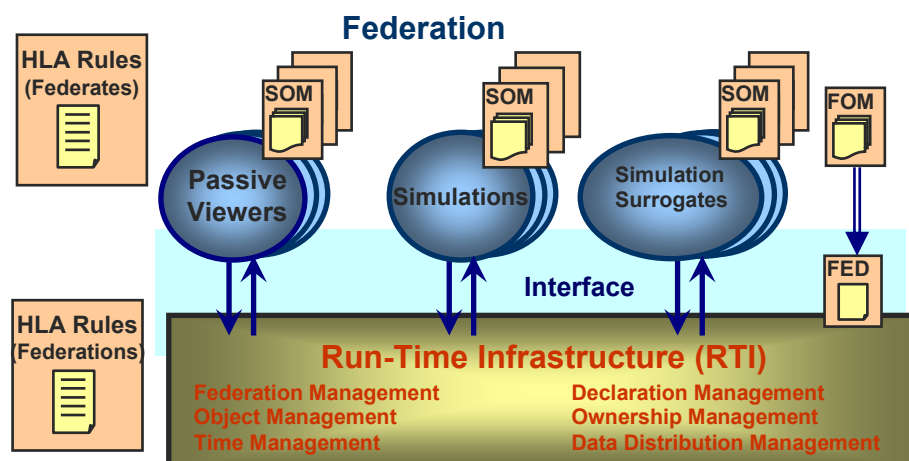 Federation
HLA Rules
(Federates)
SOM
SOM
SOM
FOM
Passive
Viewers
Simulations
Simulation
Surrogates
Interface
FED
HLA Rules
(Federations)
Run-Time Infrastructure (RTI)
Federation Management
Object Management
Time Management
Declaration Management
Ownership Management
Data Distribution Management